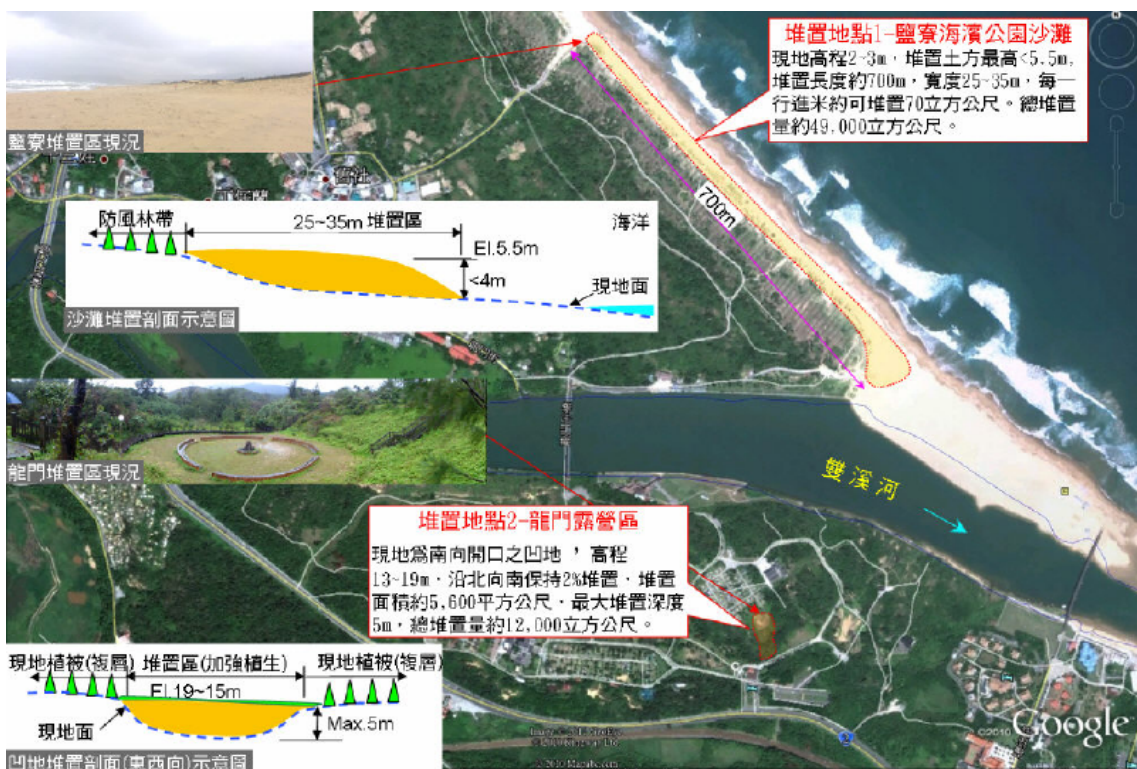 堆置地點1-鹽寮海濱公園沙灘
現地高程2~3m，堆置土方最高<5.5m，
堆置長度約700m，寬度25~35m，每一
行進米約可堆置70立方公尺。總堆置
量約49,000立方公尺。
鹽寮堆置區現況
舊社
700m
防風林帶
25~35m 堆置區
海洋
El.5.5m
<4m
現地面
沙灘堆置剖面示意圖
龍門堆置區現況
雙溪河
堆置地點2-龍門露營區
現地為南向開口之凹地，高程
13~19m，沿北向南保持2%堆置，堆置
面積約5,600平方公尺，最大堆置深度
5m，總堆置量約12,000立方公尺。
現地植被(複層)
堆置區(加強植生)
現地植被(複層)
El.19~15m
現地面
Max.5m
凹地堆置剖面(東西向)示意圖
©2010 Google